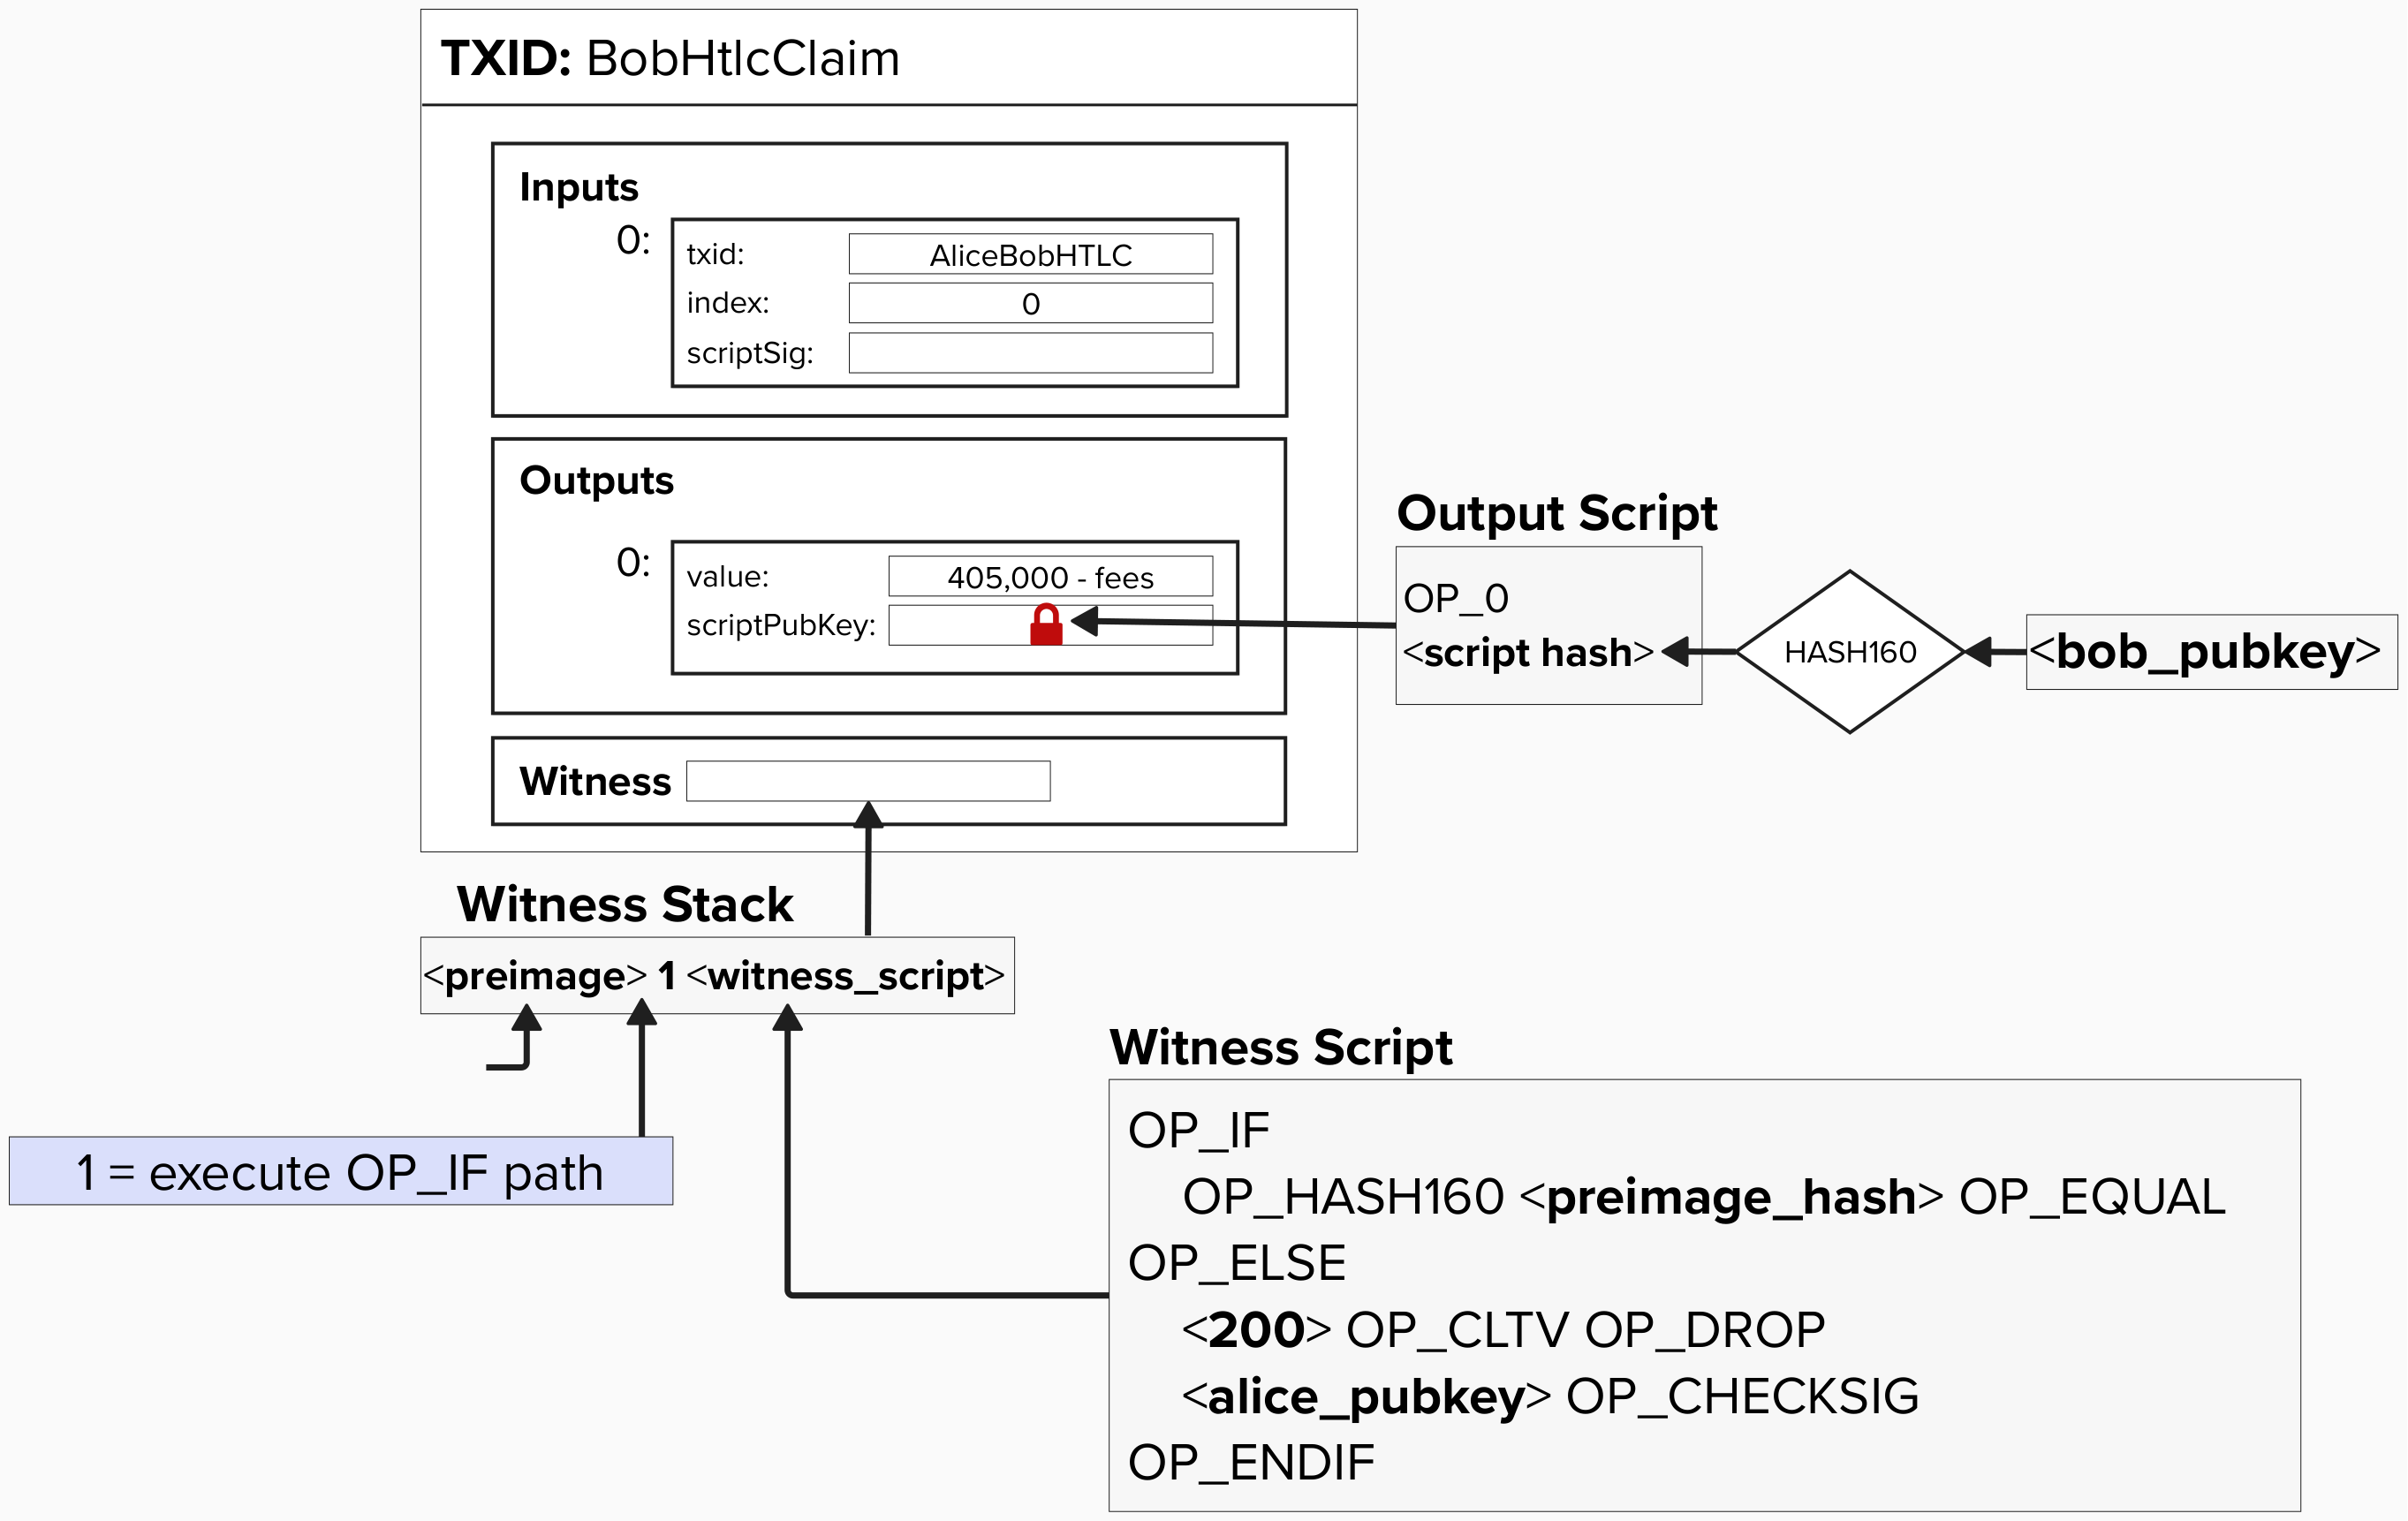 TXID: BobHtlcClaim
Inputs
0:
txid: AliceBobHTLC
index: 0
scriptSig:
Outputs
0:
value: 405,000 - fees
scriptPubKey:
Output Script
OP_0
<script hash>
HASH160
<bob_pubkey>
Witness
Witness Stack
<preimage> 1 <witness_script>
1 = execute OP_IF path
Witness Script
OP_IF
OP_HASH160 <preimage_hash> OP_EQUAL
OP_ELSE
<200> OP_CLTV OP_DROP
<alice_pubkey> OP_CHECKSIG
OP_ENDIF